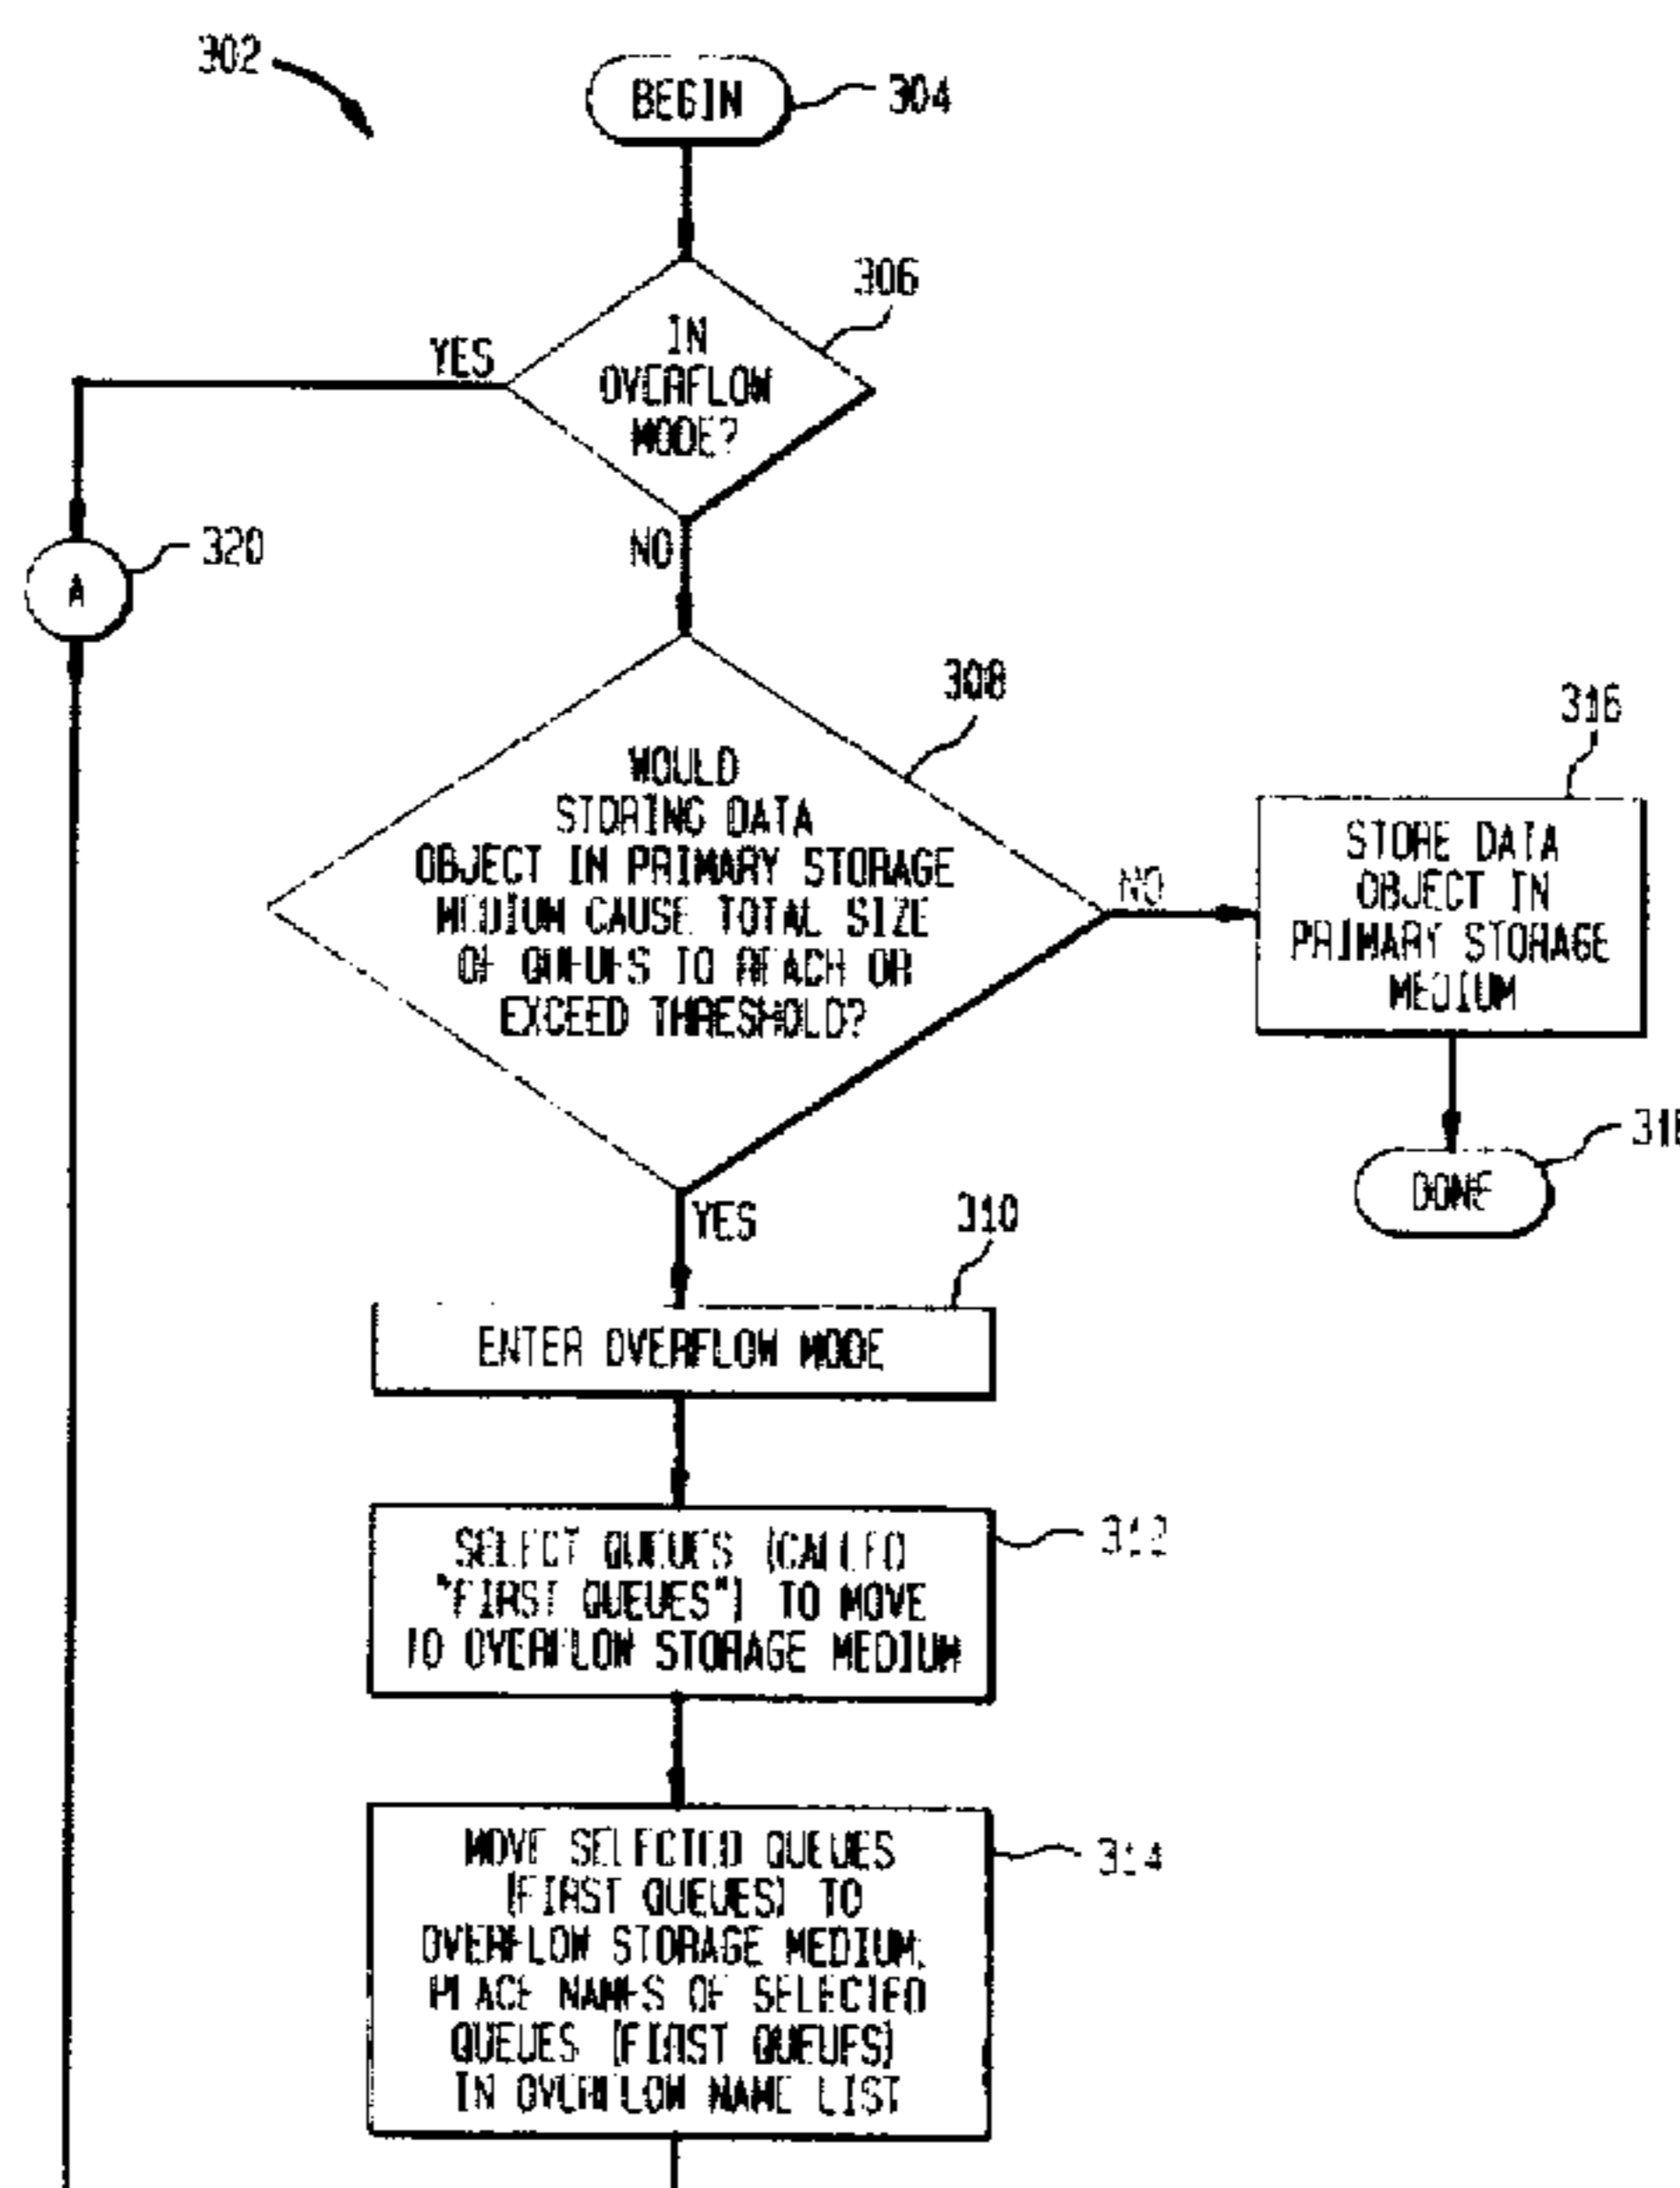 302
BEGIN
304
306
IN
OVERFLOW
MODE?
YES
NO
A
320
308
WOULD
STORING DATA
OBJECT IN PRIMARY STORAGE
MEDIUM CAUSE TOTAL SIZE
OF QUEUES TO REACH OR
EXCEED THRESHOLD?
NO
316
STORE DATA
OBJECT IN
PRIMARY STORAGE
MEDIUM
DONE
YES
310
ENTER OVERFLOW MODE
312
SELECT QUEUES (CALLED
"FIRST QUEUES") TO MOVE
TO OVERFLOW STORAGE MEDIUM
314
MOVE SELECTED QUEUES
(FIRST QUEUES) TO
OVERFLOW STORAGE MEDIUM,
PLACE NAMES OF SELECTED
QUEUES (FIRST QUEUES)
IN OVERFLOW NAME LIST